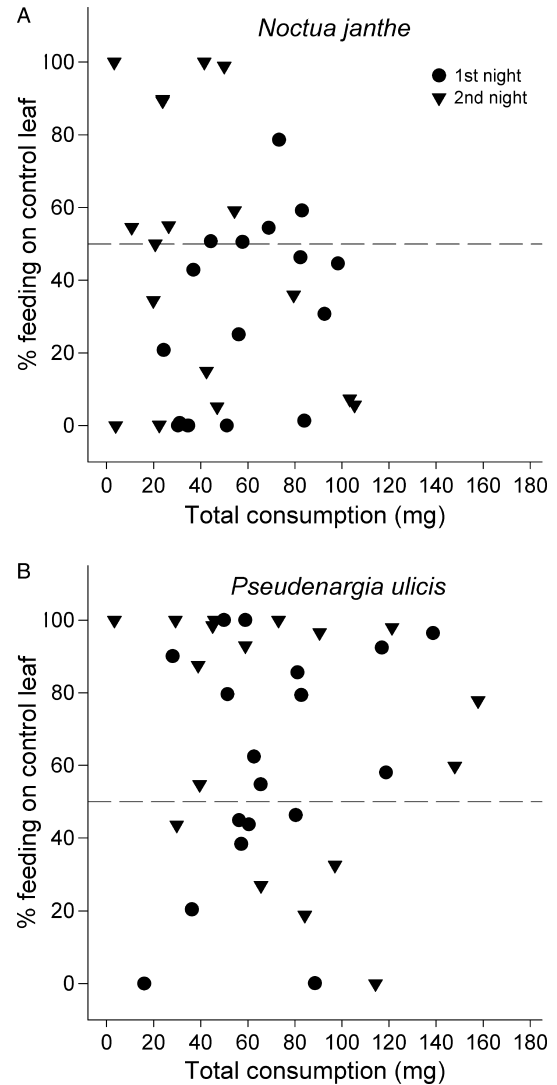 A
Noctua janthe
1st night
2nd night
100
80
60
40
20
0
% feeding on control leaf
0 20 40 60 80 100 120 140 160 180
Total consumption (mg)
B
Pseudenargia ulicis
100
80
60
40
20
0
% feeding on control leaf
0 20 40 60 80 100 120 140 160 180
Total consumption (mg)